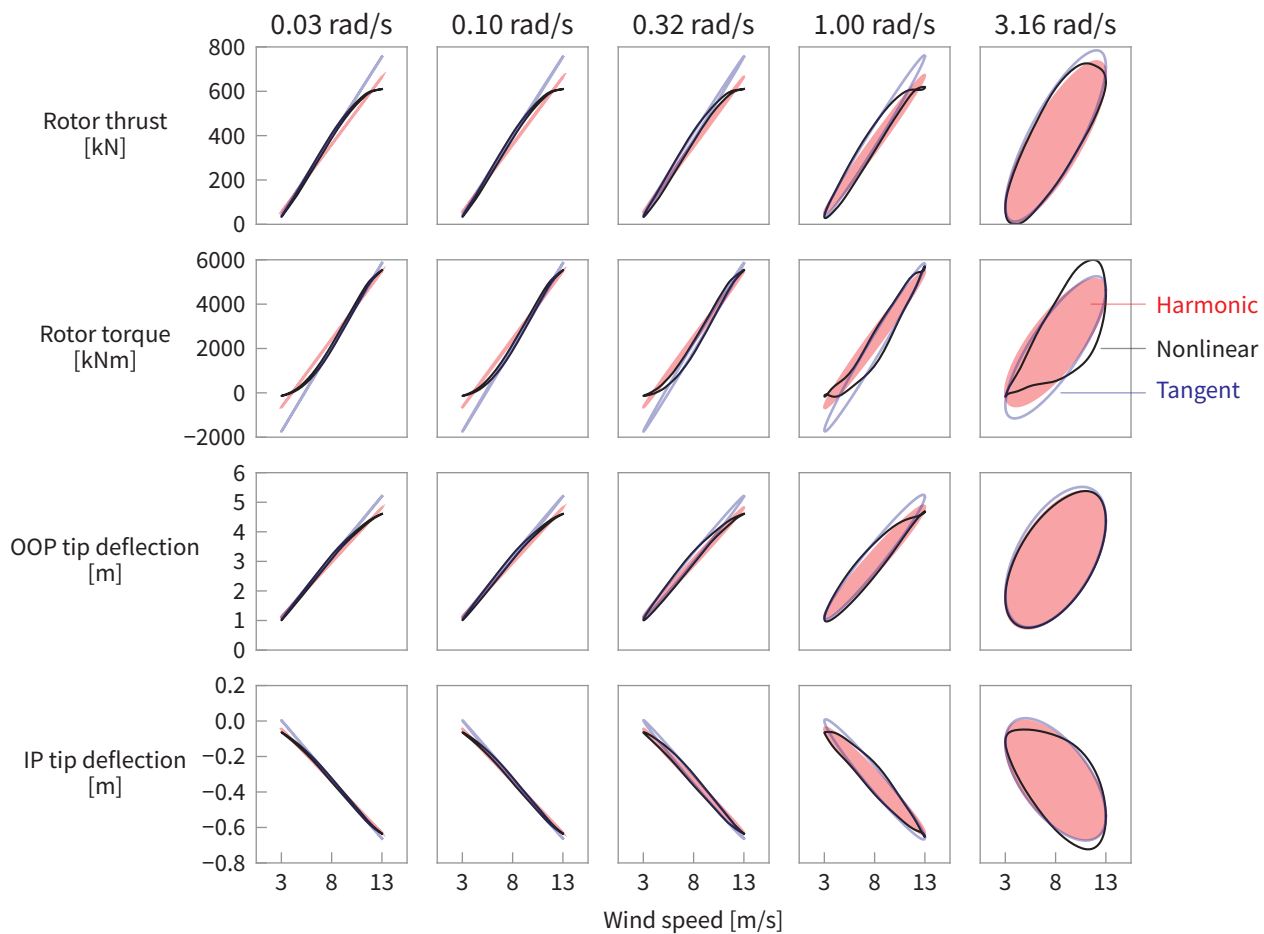 0.03 rad/s 0.10 rad/s 0.32 rad/s 1.00 rad/s 3.16 rad/s
800
600
Rotor thrust
[kN]
400
200
0
6000
4000
Harmonic
Rotor torque
[kNm]
2000
Nonlinear
0
Tangent
−2000
6
5
4
OOP tip deflection
[m]
3
2
1
0
0.2
0.0
−0.2
IP tip deflection
[m]
−0.4
−0.6
−0.8
3 8 13 3 8 13 3 8 13 3 8 13 3 8 13
Wind speed [m/s]